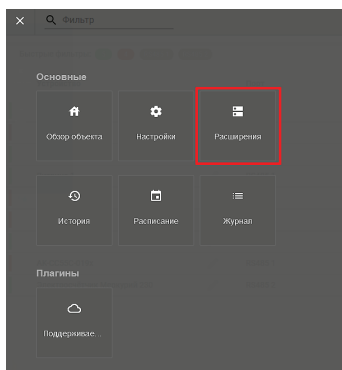 Фильтр
Основные
Обзор объекта
Настройки
Расширения
История
Расписание
Журнал
Плагины
Поддерживае...